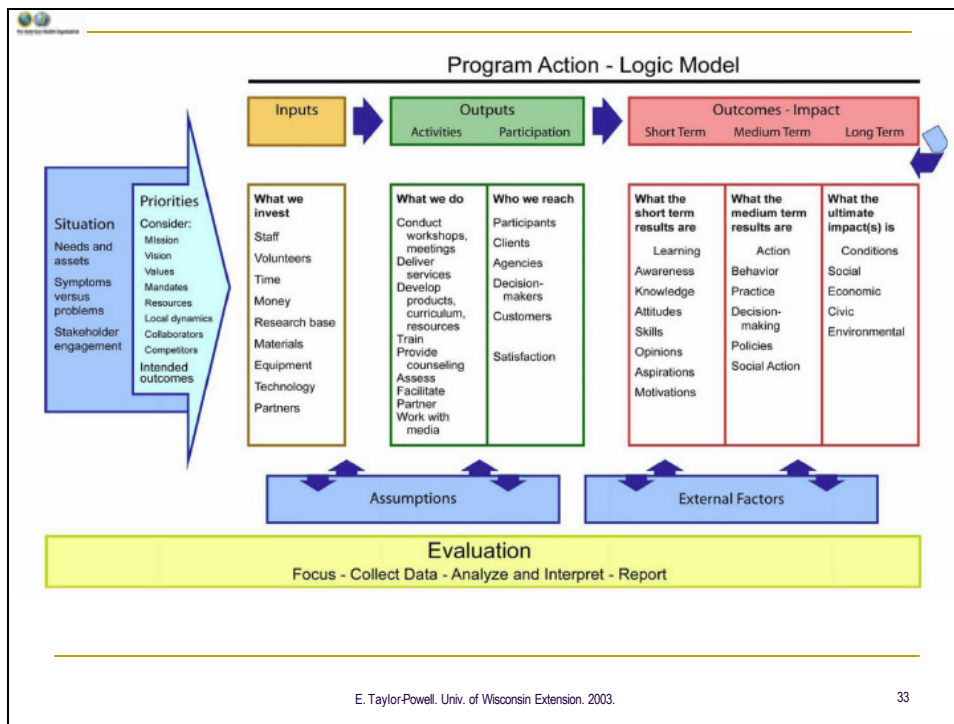 Program Action - Logic Model
Inputs
Outputs
Activities Participation
Outcomes - Impact
Short Term Medium Term Long Term
Situation
Needs and
assets
Symptoms
versus
problems
Stakeholder
engagement
Priorities
Consider:
Mission
Vision
Values
Mandates
Resources
Local dynamics
Collaborators
Competitors
Intended
outcomes
What we
invest
Staff
Volunteers
Time
Money
Research base
Materials
Equipment
Technology
Partners
What we do
Conduct
workshops,
meetings
Deliver
services
Develop
products,
curriculum,
resources
Train
Provide
counseling
Assess
Facilitate
Partner
Work with
media
Who we reach
Participants
Clients
Agencies
Decision-
makers
Customers
Satisfaction
What the
short term
results are
Learning
Awareness
Knowledge
Attitudes
Skills
Opinions
Aspirations
Motivations
What the
medium term
results are
Action
Behavior
Practice
Decision-
making
Policies
Social Action
What the
ultimate
impact(s) is
Conditions
Social
Economic
Civic
Environmental
Assumptions
External Factors
Evaluation
Focus - Collect Data - Analyze and Interpret - Report
E. Taylor-Powell. Univ. of Wisconsin Extension. 2003.
33